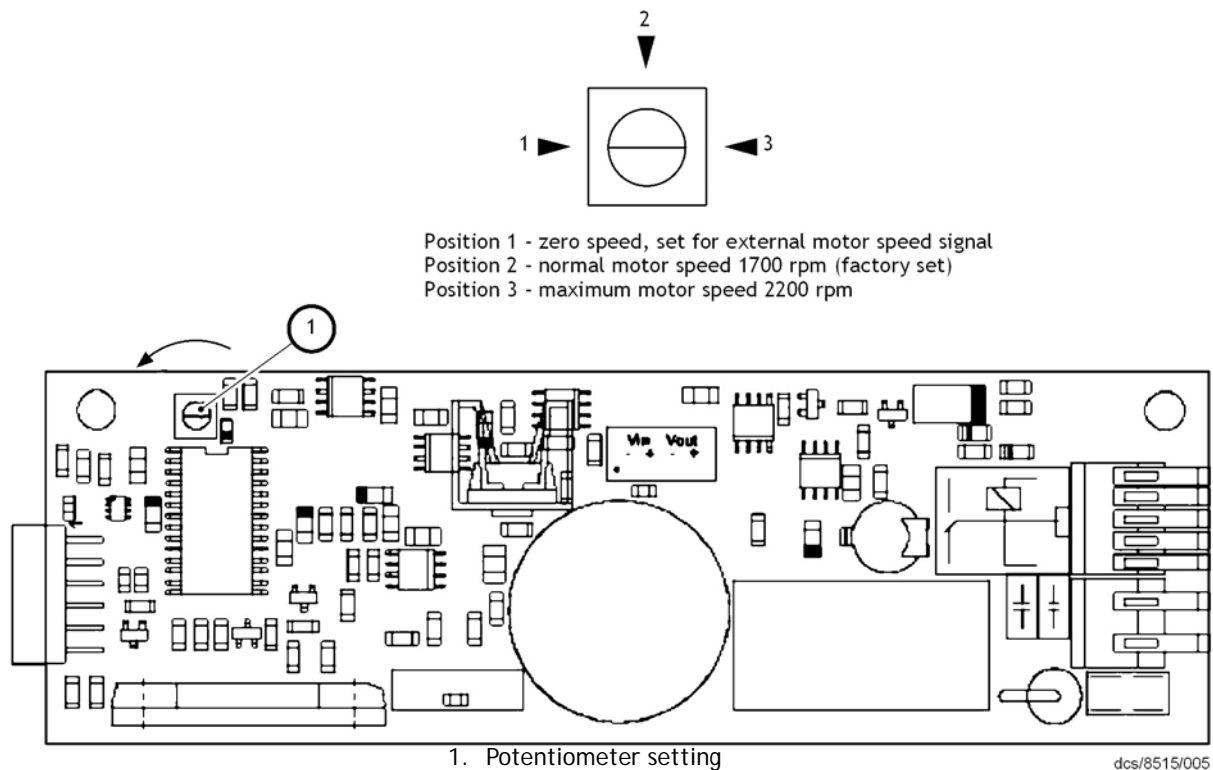 2
1
3
Position 1 - zero speed, set for external motor speed signal
Position 2 - normal motor speed 1700 rpm (factory set)
Position 3 - maximum motor speed 2200 rpm
1
Vin Vout
- + - +
1. Potentiometer setting
dcs/8515/005